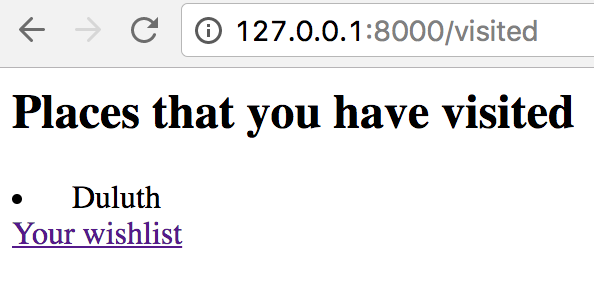 127.0.0.1:8000/visited
Places that you have visited
• Duluth
Your wishlist